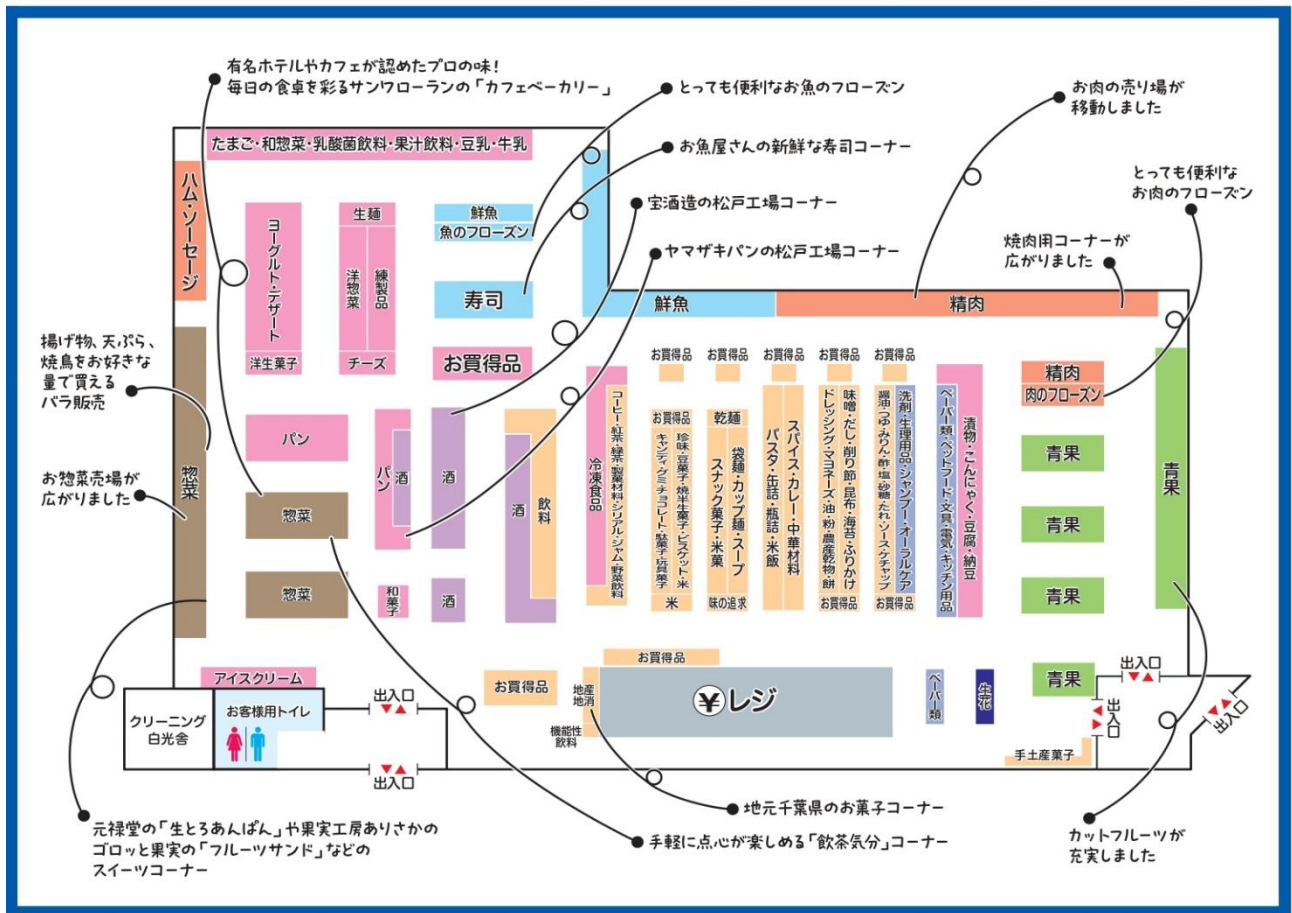 有名ホテルやカフェが認めたプロの味！
毎日の食卓を彩るサンワローランの「カフェベーカリー」
とっても便利なお魚のフローズン
お肉の売り場が
移動しました
お魚屋さんの新鮮な寿司コーナー
とっても便利な
お肉のフローズン
宝酒造の松戸工場コーナー
ヤマザキパンの松戸工場コーナー
焼肉用コーナーが
広がりました
たまご・和惣菜・乳酸菌飲料・果汁飲料・豆乳・牛乳
ハム・ソーセージ
ヨーグルト・デザート
洋生菓子
生麺
洋惣菜
練製品
チーズ
鮮魚
魚のフローズン
寿司
お買得品
鮮魚
精肉
揚げ物、天ぷら、
焼鳥をお好きな
量で買える
バラ販売
お惣菜売場が
広がりました
惣菜
パン
惣菜
惣菜
パン
酒
和菓子
酒
酒
酒
飲料
冷凍食品
コーヒー・紅茶・緑茶・製菓材料・シリアル・ジャム・野菜飲料
お買得品
お買得品
キャンディ・グミ・チョコレート・駄菓子・玩具菓子
珍味・豆菓子・焼半生菓子・ビスケット・米
米
お買得品
乾麺
スナック菓子・米菓
袋麺・カップ麺・スープ
味の追求
お買得品
パスタ・缶詰・瓶詰・米飯
スパイス・カレー・中華材料
お買得品
ドレッシング・マヨネーズ・油・粉・農産乾物・餅
味噌・だし・削り節・昆布・海苔・ふりかけ
お買得品
お買得品
醤油・つゆ・みりん・酢・塩・砂糖・たれ・ソース・ケチャップ
洗剤・生理用品・シャンプー・オーラルケア
お買得品
ペーパー類・ペットフード・文具・電気・キッチン用品
漬物・こんにゃく・豆腐・納豆
精肉
肉のフローズン
青果
青果
青果
青果
青果
アイスクリーム
お買得品
お買得品
地産
地消
機能性
飲料
¥レジ
ペーパー類
生花
手土産菓子
出入口
出入口
出入口
出入口
出入口
クリーニング
白光舎
お客様用トイレ
元禄堂の「生とろあんぱん」や果実工房ありさかの
ゴロッと果実の「フルーツサンド」などの
スイーツコーナー
地元千葉県のお菓子コーナー
手軽に点心が楽しめる「飲茶気分」コーナー
カットフルーツが
充実しました